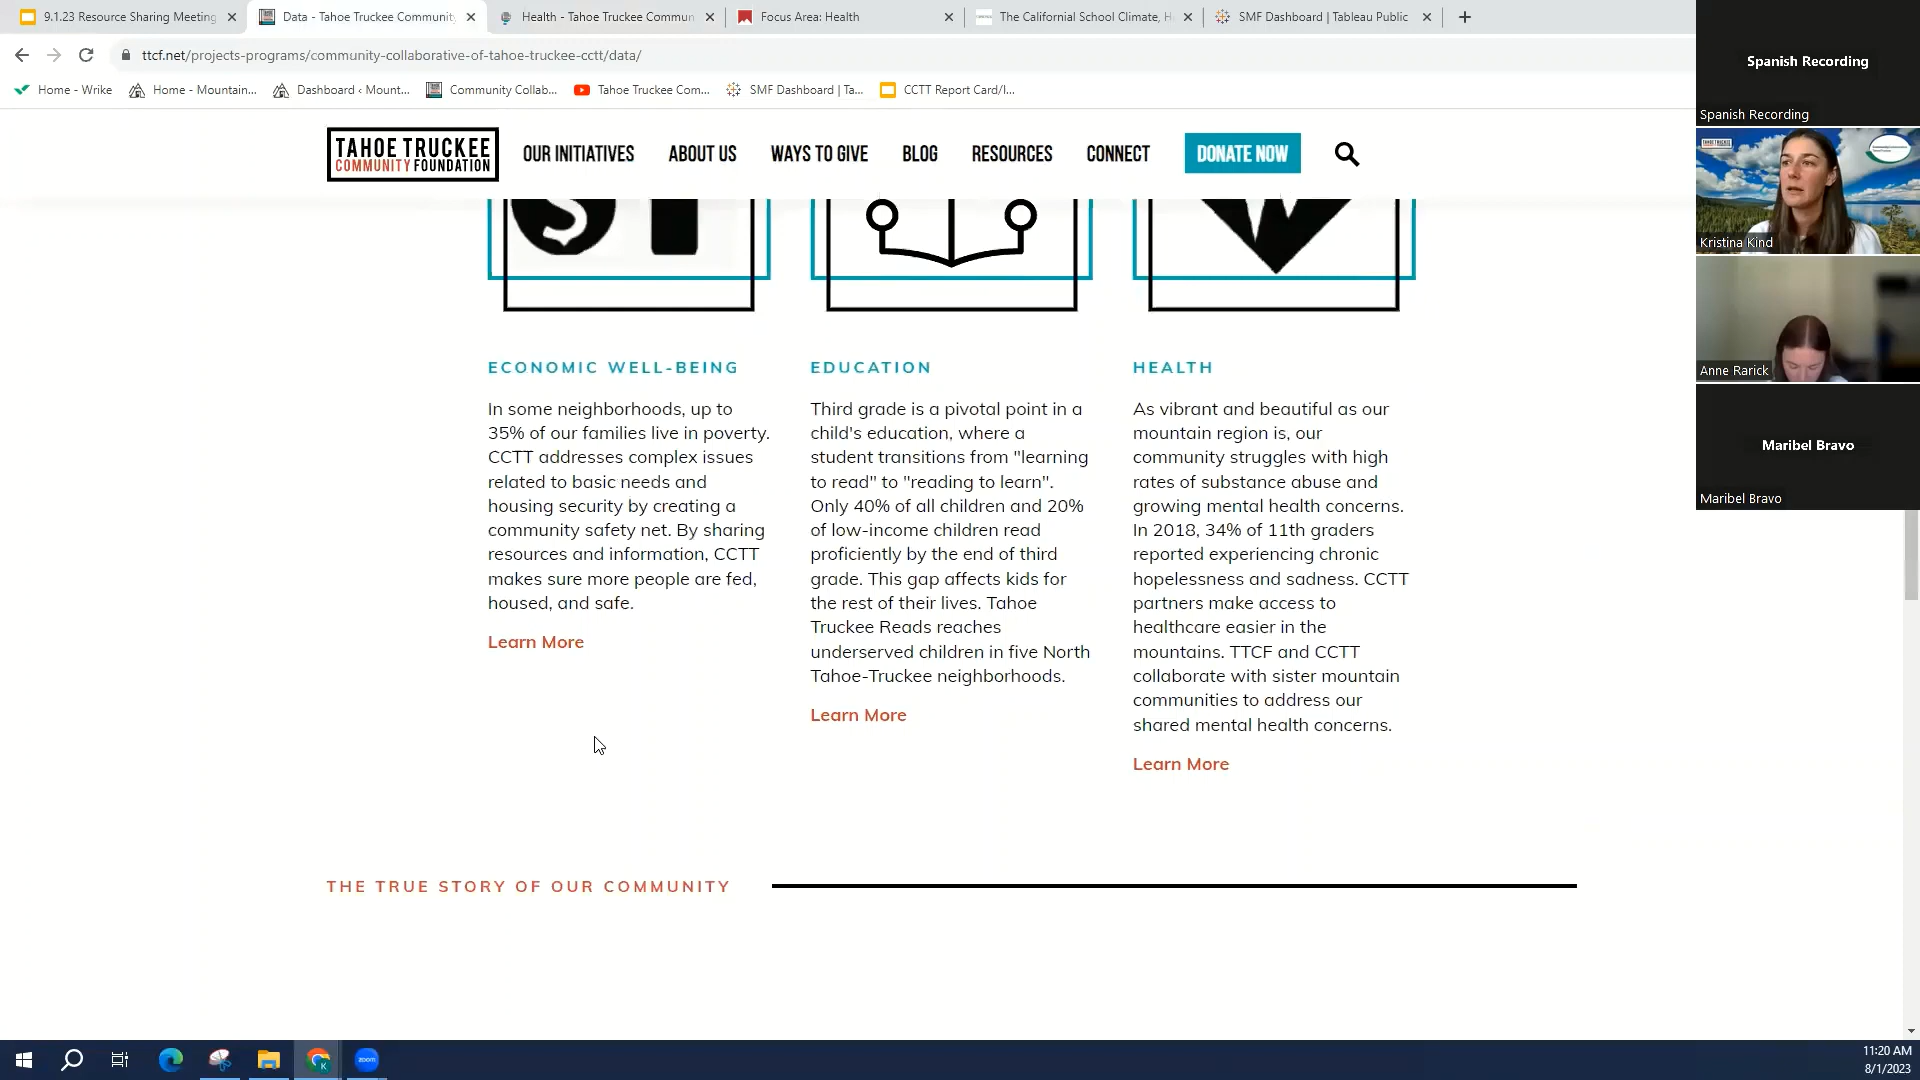 9.1.23 Resource Sharing Meeting
Data - Tahoe Truckee Community
Health - Tahoe Truckee Commun
Focus Area: Health
The Californial School Climate, H
SMF Dashboard | Tableau Public
ttcf.net/projects-programs/community-collaborative-of-tahoe-truckee-cctt/data/
Home - Wrike
Home - Mountain...
Dashboard ‹ Mount...
Community Collab...
Tahoe Truckee Com...
SMF Dashboard | Ta...
CCTT Report Card/I...
TAHOE TRUCKEE
COMMUNITY FOUNDATION
OUR INITIATIVES
ABOUT US
WAYS TO GIVE
BLOG
RESOURCES
CONNECT
DONATE NOW
ECONOMIC WELL-BEING
In some neighborhoods, up to
35% of our families live in poverty.
CCTT addresses complex issues
related to basic needs and
housing security by creating a
community safety net. By sharing
resources and information, CCTT
makes sure more people are fed,
housed, and safe.
Learn More
EDUCATION
Third grade is a pivotal point in a
child's education, where a
student transitions from "learning
to read" to "reading to learn".
Only 40% of all children and 20%
of low-income children read
proficiently by the end of third
grade. This gap affects kids for
the rest of their lives. Tahoe
Truckee Reads reaches
underserved children in five North
Tahoe-Truckee neighborhoods.
Learn More
HEALTH
As vibrant and beautiful as our
mountain region is, our
community struggles with high
rates of substance abuse and
growing mental health concerns.
In 2018, 34% of 11th graders
reported experiencing chronic
hopelessness and sadness. CCTT
partners make access to
healthcare easier in the
mountains. TTCF and CCTT
collaborate with sister mountain
communities to address our
shared mental health concerns.
Learn More
THE TRUE STORY OF OUR COMMUNITY
Spanish Recording
Spanish Recording
Kristina Kind
Anne Rarick
Maribel Bravo
Maribel Bravo
zoom
11:20 AM
8/1/2023